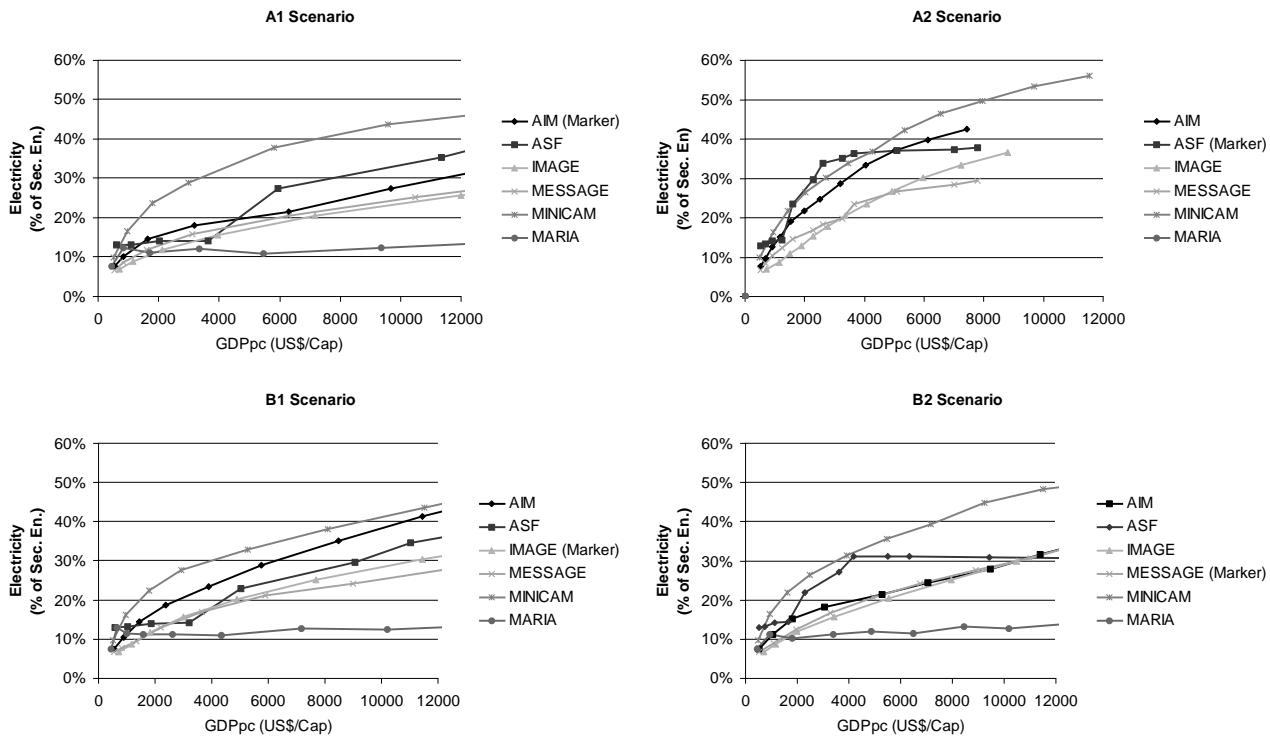 A1 Scenario
Electricity
(% of Sec. En.)
60%
50%
40%
30%
20%
10%
0%
0 2000 4000 6000 8000 10000 12000
GDPpc (US$/Cap)
AIM (Marker)
ASF
IMAGE
MESSAGE
MINICAM
MARIA
A2 Scenario
Electricity
(% of Sec. En)
60%
50%
40%
30%
20%
10%
0%
0 2000 4000 6000 8000 10000 12000
GDPpc (US$/Cap)
AIM
ASF (Marker)
IMAGE
MESSAGE
MINICAM
MARIA
B1 Scenario
Electricity
(% of Sec. En.)
60%
50%
40%
30%
20%
10%
0%
0 2000 4000 6000 8000 10000 12000
GDPpc (US$/Cap)
AIM
ASF
IMAGE (Marker)
MESSAGE
MINICAM
MARIA
B2 Scenario
Electricity
(% of Sec. En.)
60%
50%
40%
30%
20%
10%
0%
0 2000 4000 6000 8000 10000 12000
GDPpc (US$/Cap)
AIM
ASF
IMAGE
MESSAGE (Marker)
MINICAM
MARIA